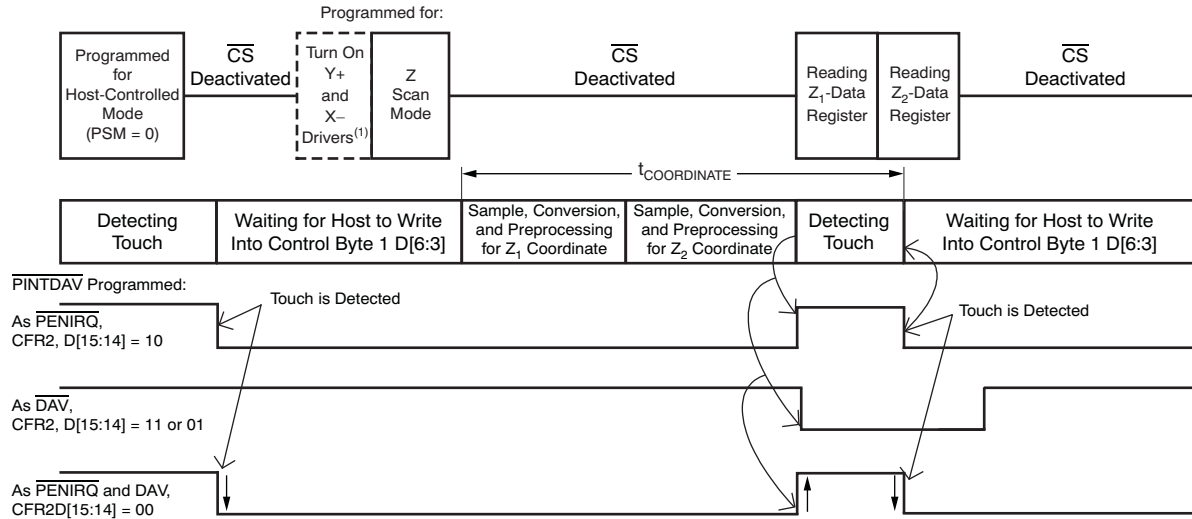 Programmed for:
Programmed
for
Host-Controlled
Mode
(PSM = 0)
CS
Deactivated
Turn On
Y+
and
X–
Drivers(1)
Z
Scan
Mode
CS
Deactivated
Reading
Z1-Data
Register
Reading
Z2-Data
Register
CS
Deactivated
tCOORDINATE
Detecting
Touch
Waiting for Host to Write
Into Control Byte 1 D[6:3]
Sample, Conversion,
and Preprocessing
for Z1 Coordinate
Sample, Conversion,
and Preprocessing
for Z2 Coordinate
Detecting
Touch
Waiting for Host to Write
Into Control Byte 1 D[6:3]
PINTDAV Programmed:
Touch is Detected
Touch is Detected
As PENIRQ,
CFR2, D[15:14] = 10
As DAV,
CFR2, D[15:14] = 11 or 01
As PENIRQ and DAV,
CFR2D[15:14] = 00